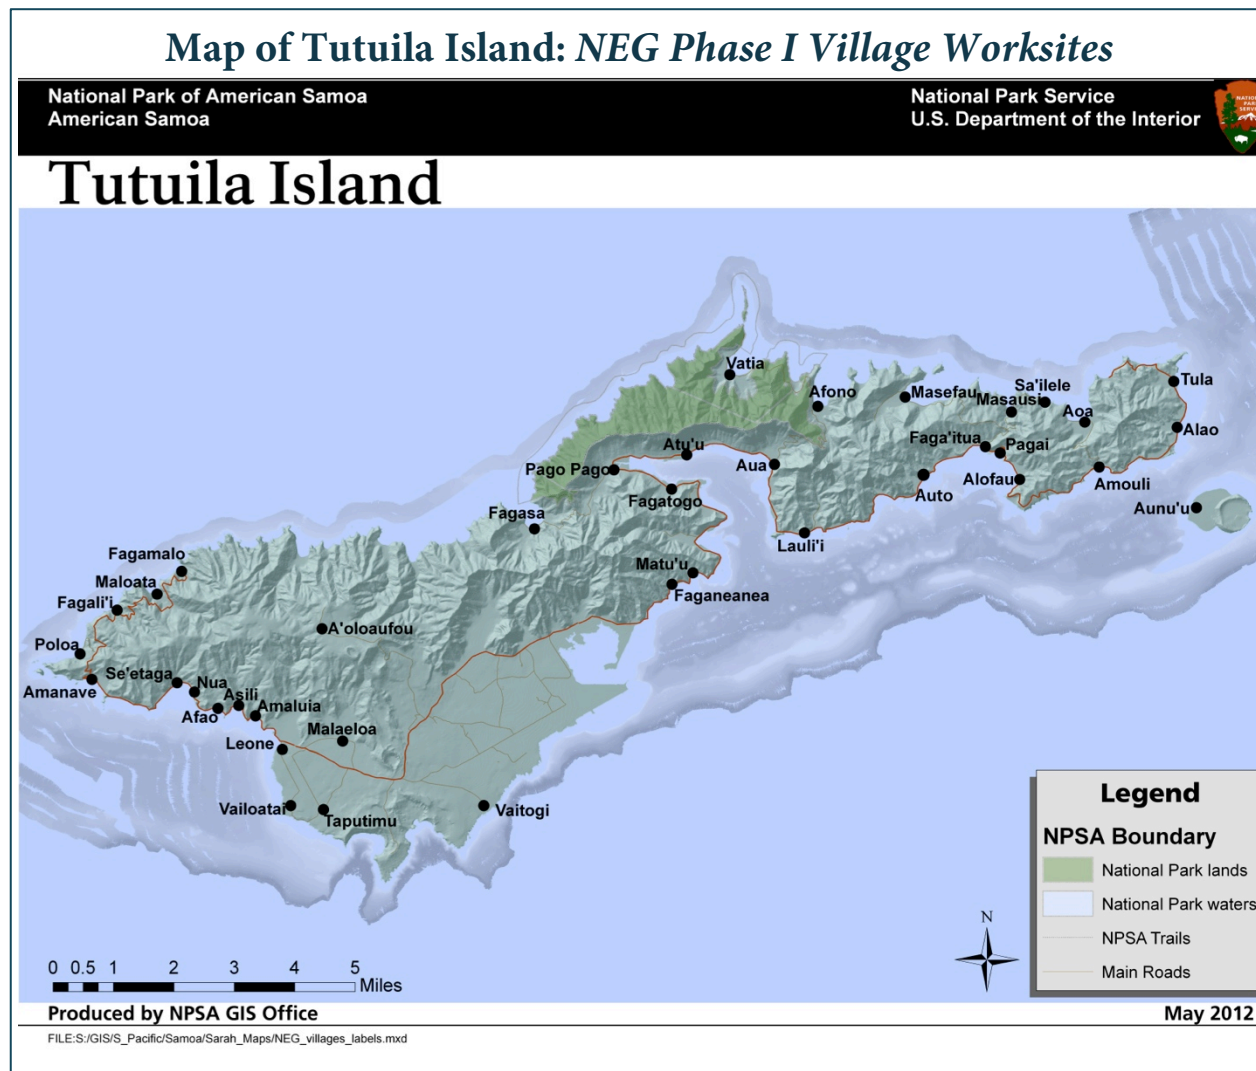 Map of Tutuila Island: NEG Phase I Village Worksites
National Park of American Samoa
American Samoa
National Park Service
U.S. Department of the Interior
NATIONAL
PARK
SERVICE
Tutuila Island
Vatia
Afono
Masefau
Sa'ilele
Masausi
Aoa
Tula
Alao
Faga'itua
Pagai
Atu'u
Aua
Pago Pago
Fagatogo
Auto
Alofau
Amouli
Aunu'u
Fagasa
Lauli'i
Fagamalo
Maloata
Fagali'i
Matu'u
Faganeanea
A'oloaufou
Poloa
Amanave
Se'etaga
Nua
Asili
Afao
Amaluia
Malaeloa
Leone
Vailoatai
Taputimu
Vaitogi
Legend
NPSA Boundary
National Park lands
National Park waters
NPSA Trails
Main Roads
N
0 0.5 1 2 3 4 5
Miles
Produced by NPSA GIS Office
May 2012
FILE:S:/GIS/S_Pacific/Samoa/Sarah_Maps/NEG_villages_labels.mxd